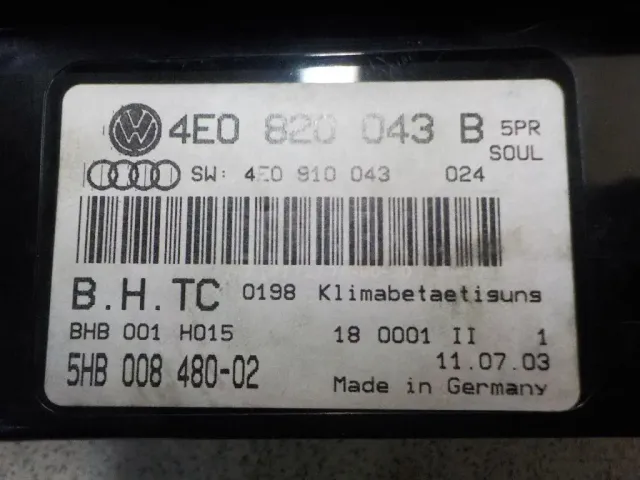 4E0 820 043 B 5PR
SOUL
SW: 4E0 910 043 024
B.H.TC 0198 Klimabetaetisuns
BHB 001 H015 18 0001 II 1
5HB 008 480-02 11.07.03
Made in Germany